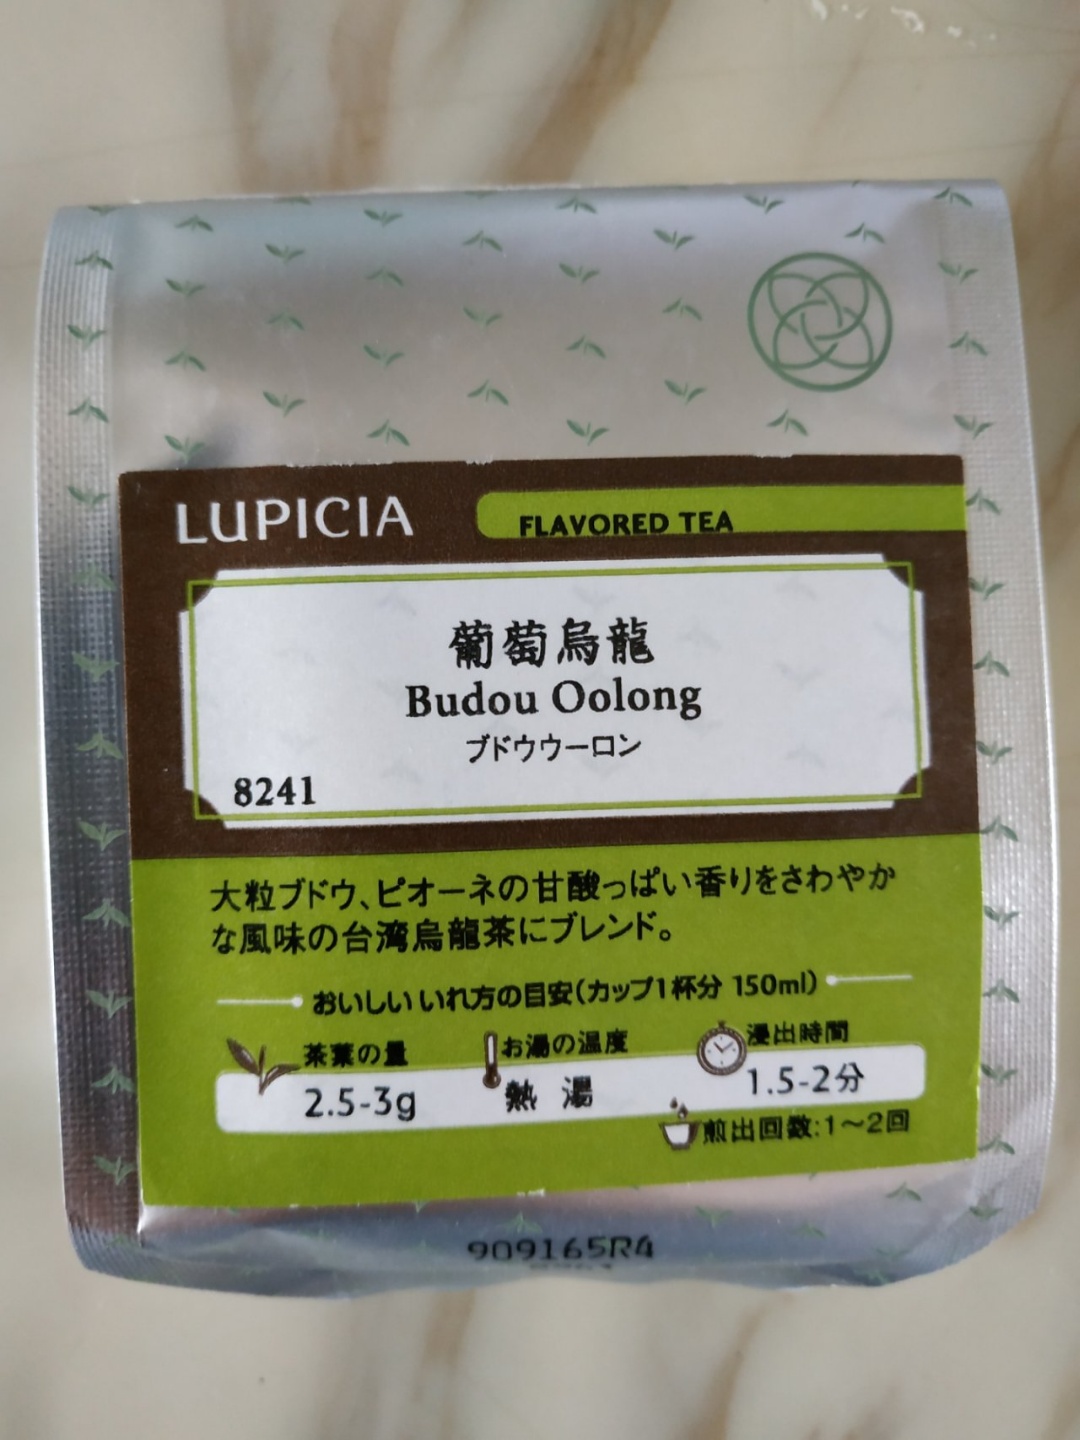 LUPICIA
FLAVORED TEA
葡萄烏龍
Budou Oolong
ブドウウーロン
8241
大粒ブドウ、ピオーネの甘酸っぱい香りをさわやか
な風味の台湾烏龍茶にブレンド。
おいしいいれ方の目安(カップ1杯分 150ml)
茶葉の量
2.5-3g
お湯の温度
熱 湯
浸出時間
1.5-2分
煎出回数:1〜2回
909165R4